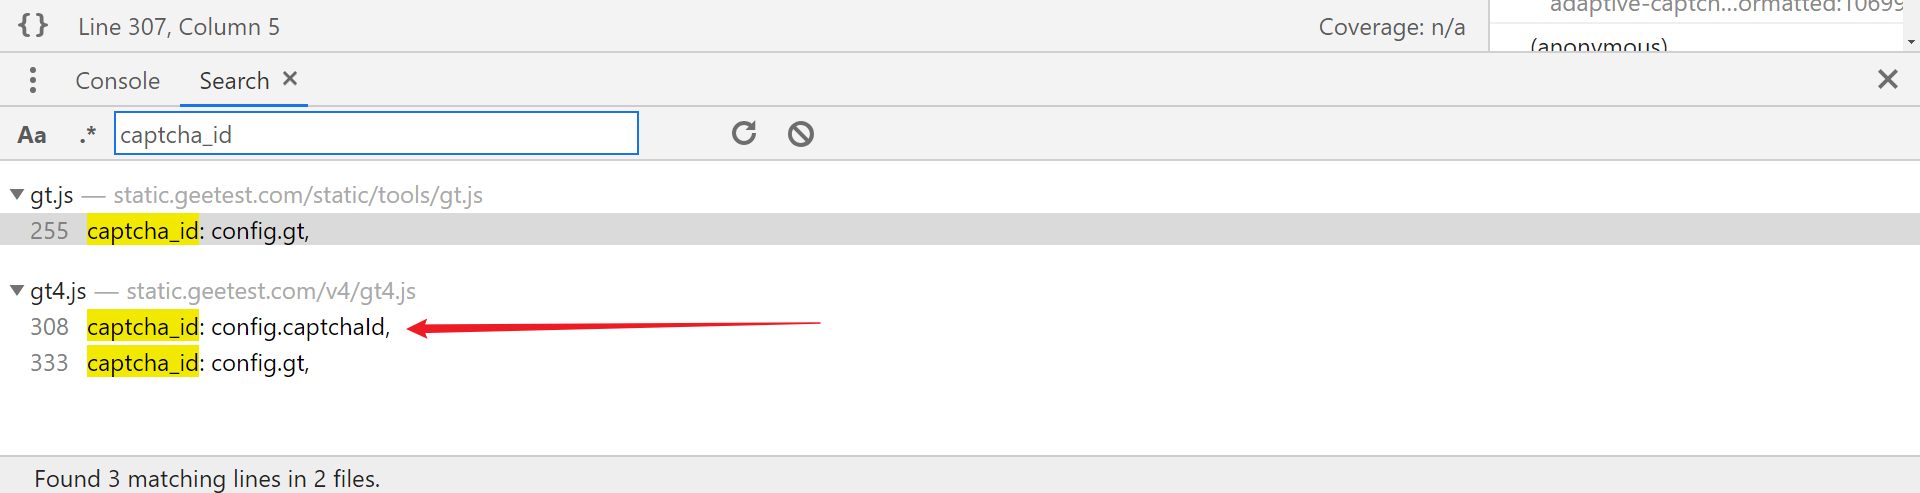 {} Line 307, Column 5
Coverage: n/a
adaptive-captch...ormatted:10699
(anonymous)
Console
Search ×
Aa .* captcha_id
gt.js — static.geetest.com/static/tools/gt.js
255 captcha_id: config.gt,
gt4.js — static.geetest.com/v4/gt4.js
308 captcha_id: config.captchaId,
333 captcha_id: config.gt,
Found 3 matching lines in 2 files.